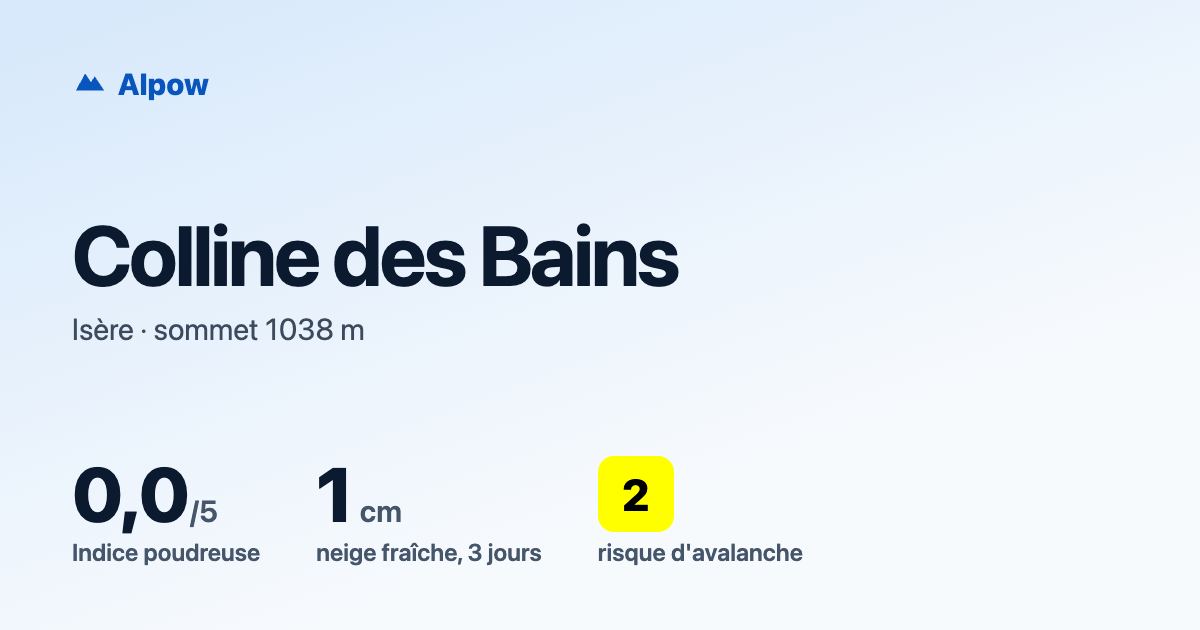 Alpow
Colline des Bains
Isère · sommet 1038 m
0,0/5
Indice poudreuse
1 cm
neige fraîche, 3 jours
2
risque d'avalanche